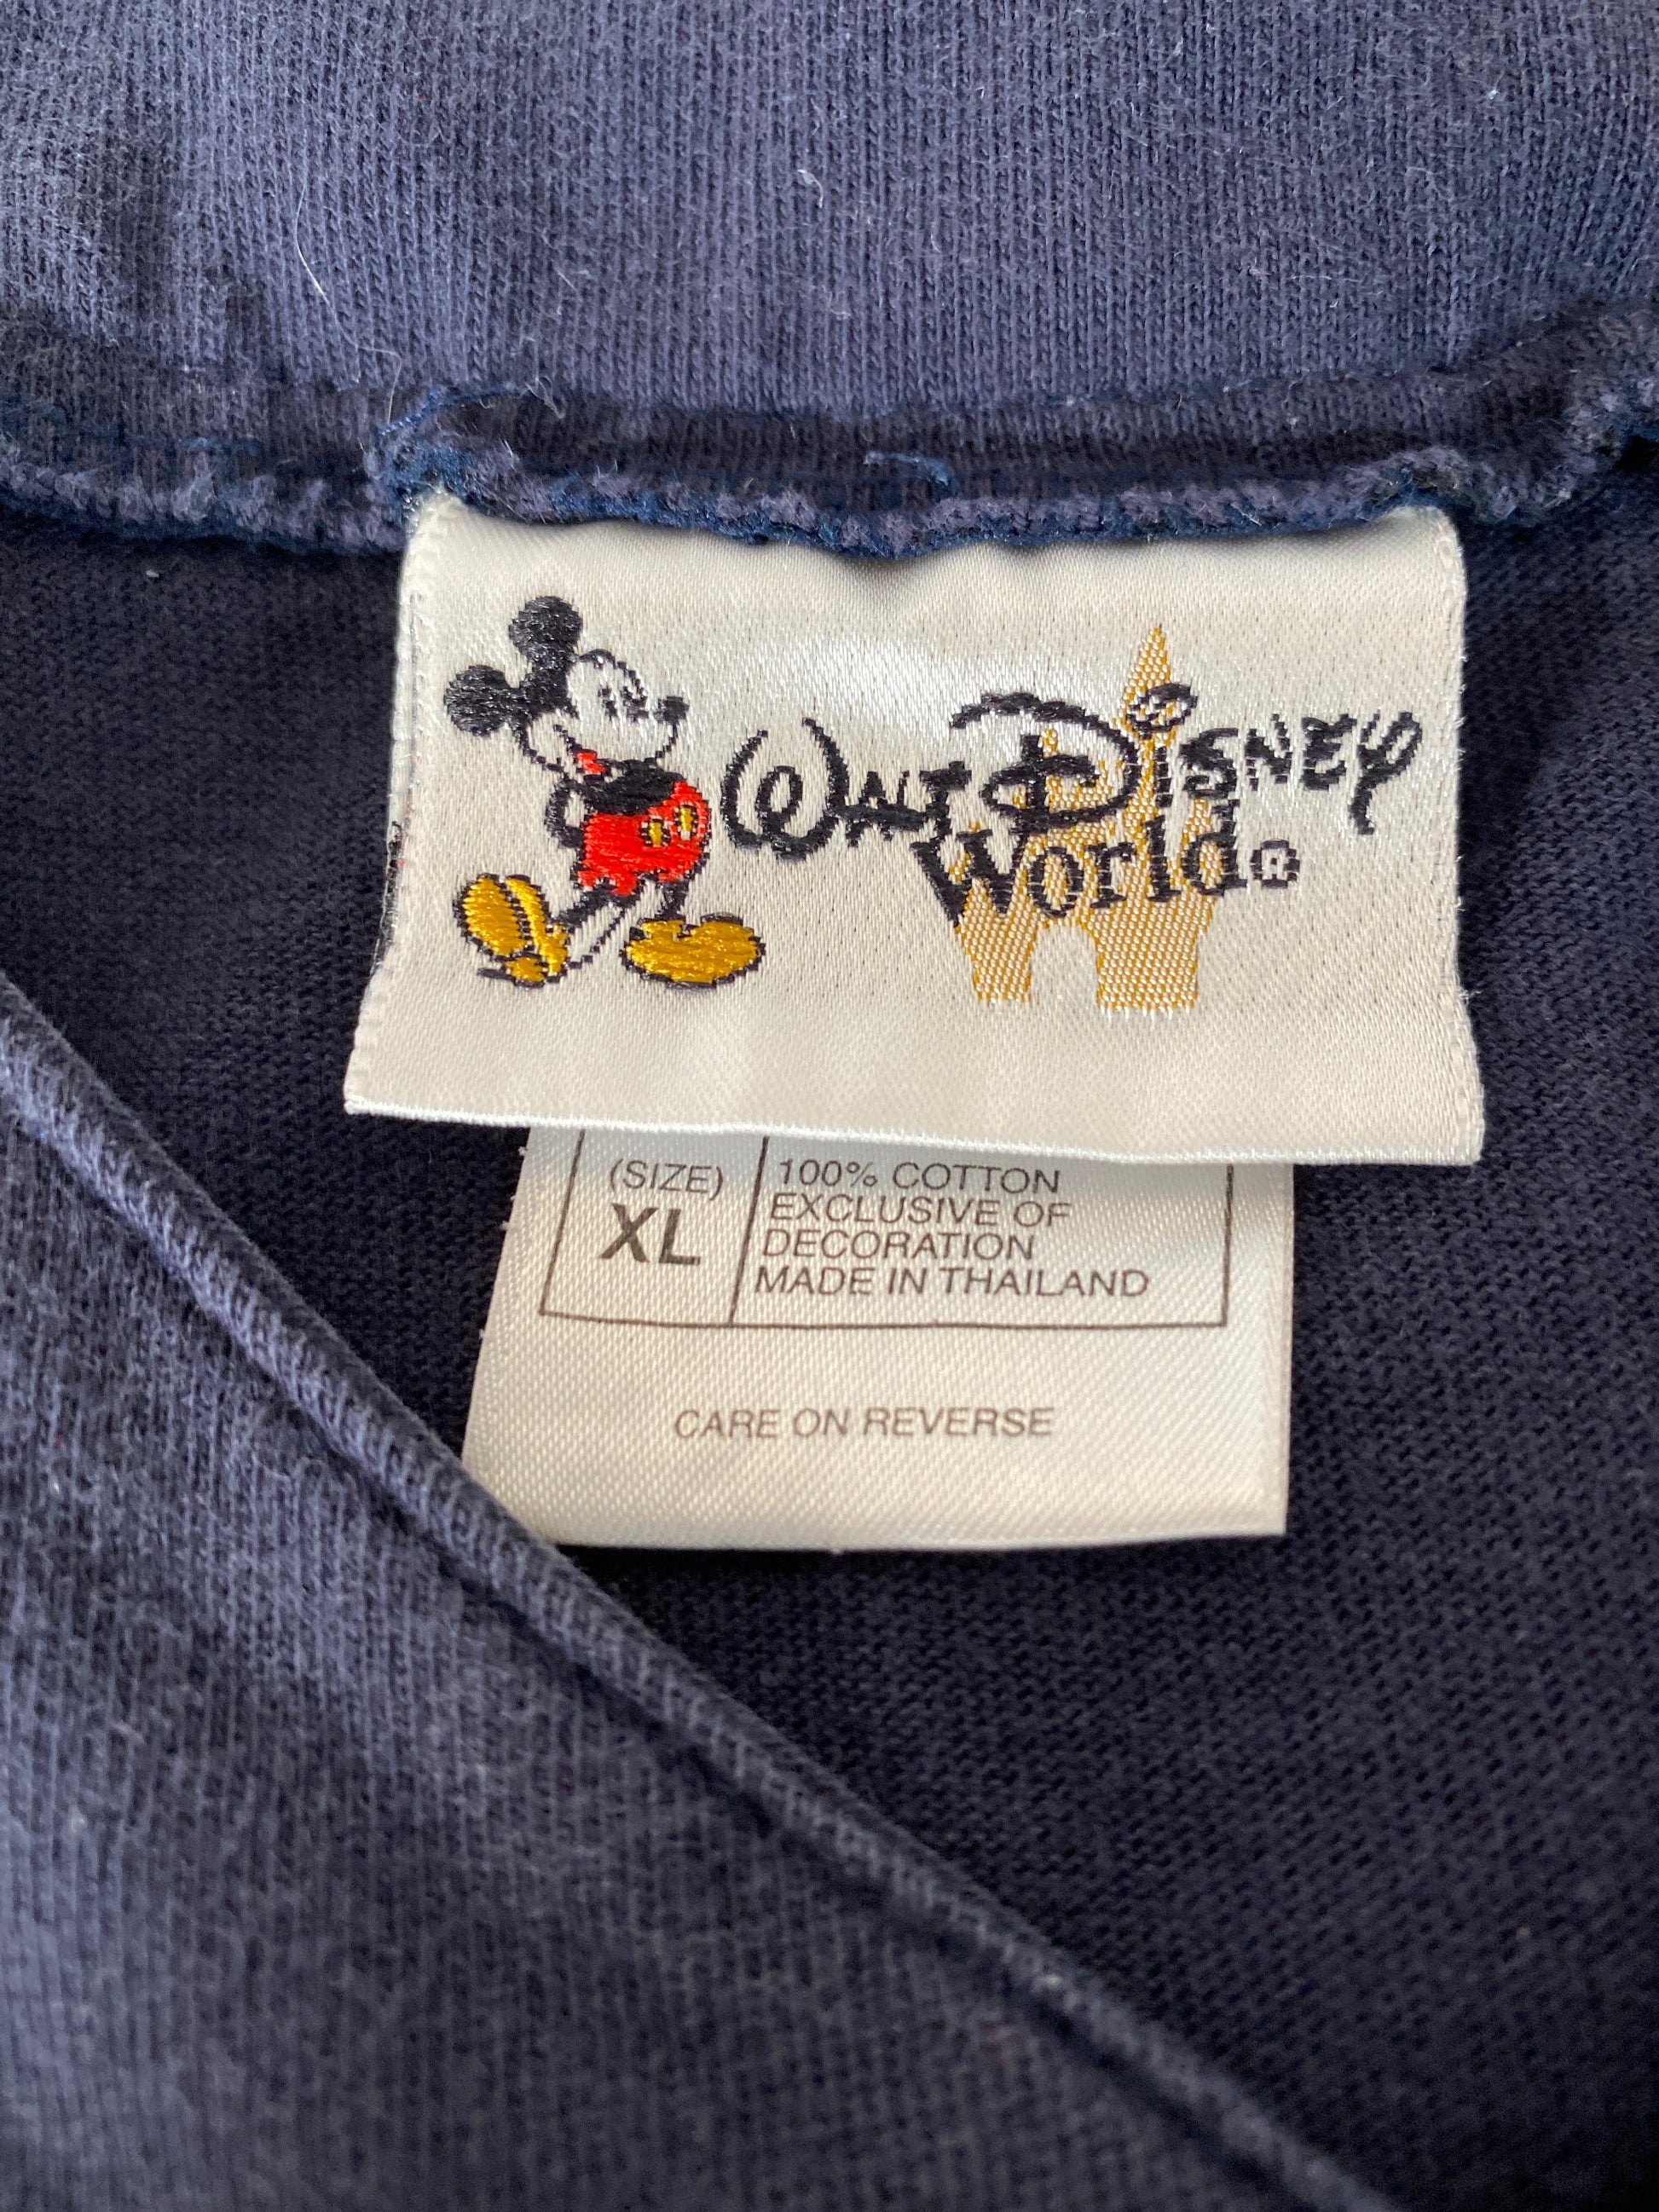 WALT DISNEY
World®
(SIZE)
XL
100% COTTON
EXCLUSIVE OF
DECORATION
MADE IN THAILAND
CARE ON REVERSE